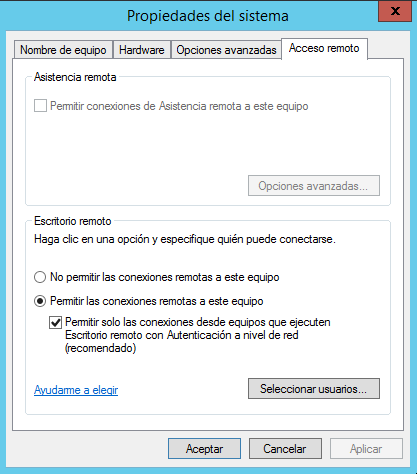 Propiedades del sistema
x
Nombre de equipo Hardware Opciones avanzadas Acceso remoto
Asistencia remota
Permitir conexiones de Asistencia remota a este equipo
Opciones avanzadas...
Escritorio remoto
Haga clic en una opción y especifique quién puede conectarse.
No permitir las conexiones remotas a este equipo
Permitir las conexiones remotas a este equipo
Permitir solo las conexiones desde equipos que ejecuten
Escritorio remoto con Autenticación a nivel de red
(recomendado)
Ayudarme a elegir
Seleccionar usuarios...
Aceptar Cancelar Aplicar